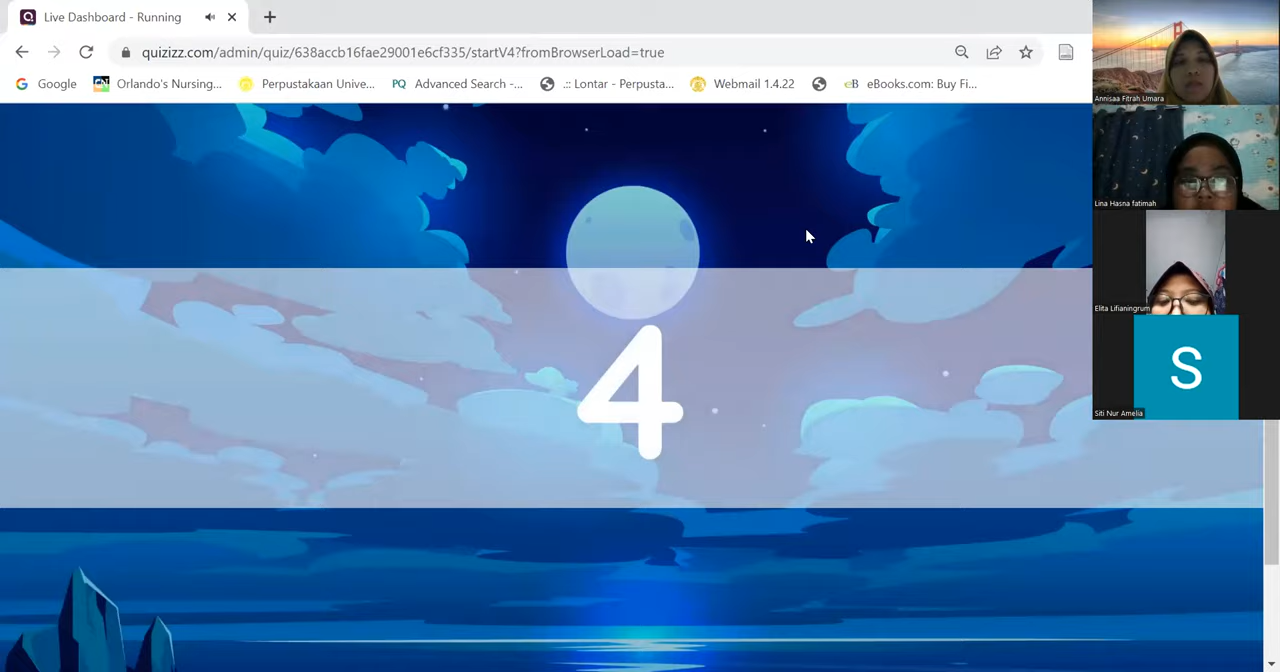 Live Dashboard - Running
quizizz.com/admin/quiz/638accb16fae29001e6cf335/startV4?fromBrowserLoad=true
Google
Orlando's Nursing...
Perpustakaan Unive...
PQ Advanced Search -...
.:: Lontar - Perpusta...
Webmail 1.4.22
eB eBooks.com: Buy Fi...
4
Annisaa Fitrah Umara
Lina Hasna fatimah
Elita Lifianingrum
S
Siti Nur Amelia